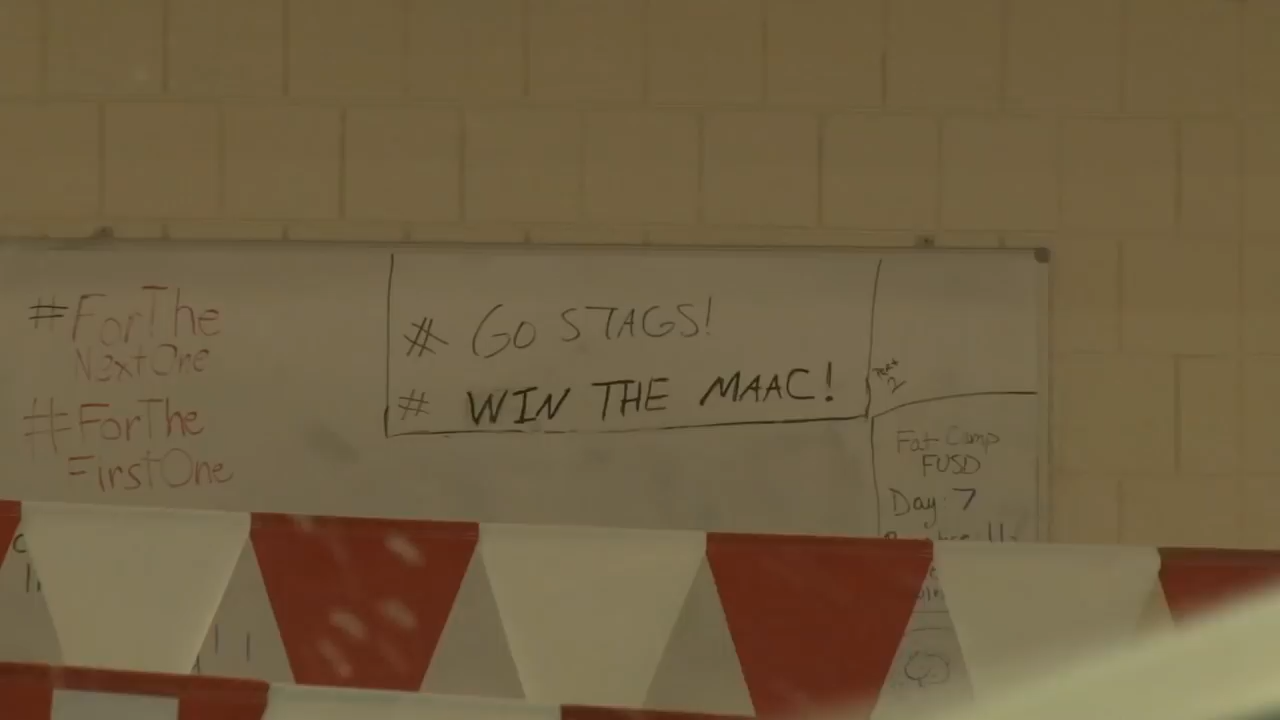 #ForThe
NextOne
#ForThe
FirstOne
# GO STAGS!
# WIN THE MAAC!
Fat Camp
FUSD
Day 7